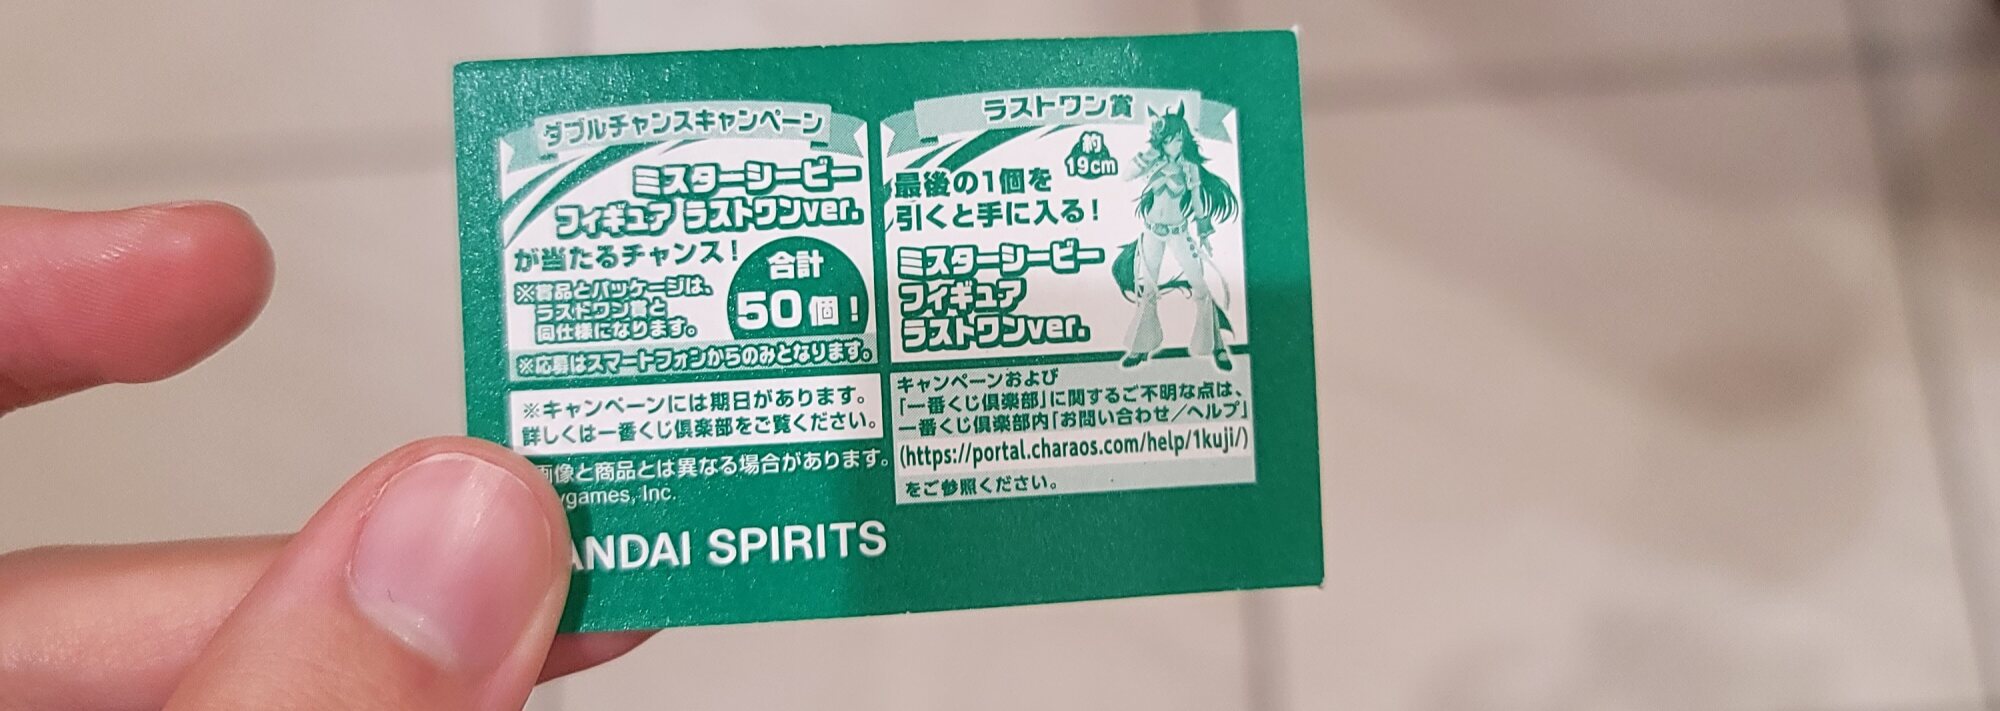 ダブルチャンスキャンペーン
ミスターシービー
フィギュア ラストワンver.
が当たるチャンス!
合計
50個!
※賞品とパッケージは、
ラストワン賞と
同仕様になります。
※応募はスマートフォンからのみとなります。
※キャンペーンには期日があります。
詳しくは一番くじ倶楽部をご覧ください。
画像と商品とは異なる場合があります。
ygames, Inc.
ANDAI SPIRITS
ラストワン賞
約
19cm
最後の1個を
引くと手に入る!
ミスターシービー
フィギュア
ラストワンver.
キャンペーンおよび
「一番くじ倶楽部」に関するご不明な点は、
一番くじ倶楽部内「お問い合わせ/ヘルプ」
(https://portal.charaos.com/help/1kuji/)
をご参照ください。